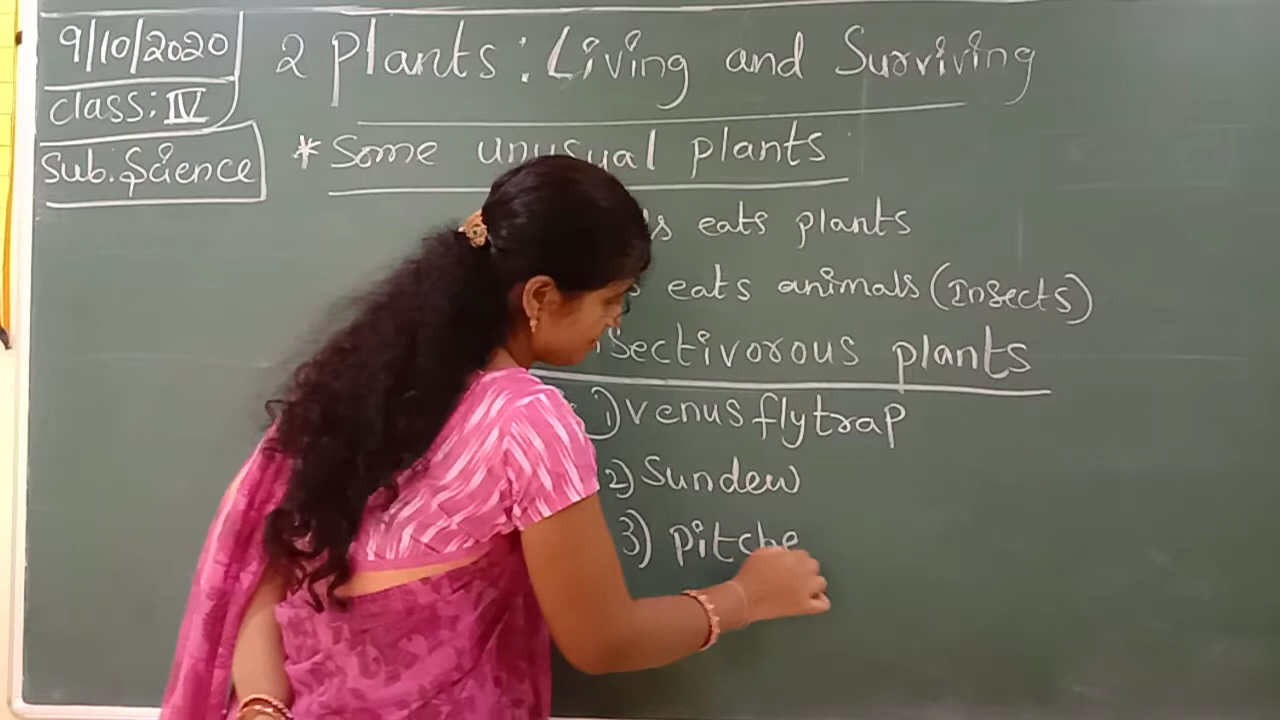 9/10/2020
class: IV
Sub. Science
2 Plants: Living and Surviving
* Some unusual plants
eats plants
eats animals (Insects)
sectivorous plants
1) Venus flytrap
2) Sundew
3) pitche